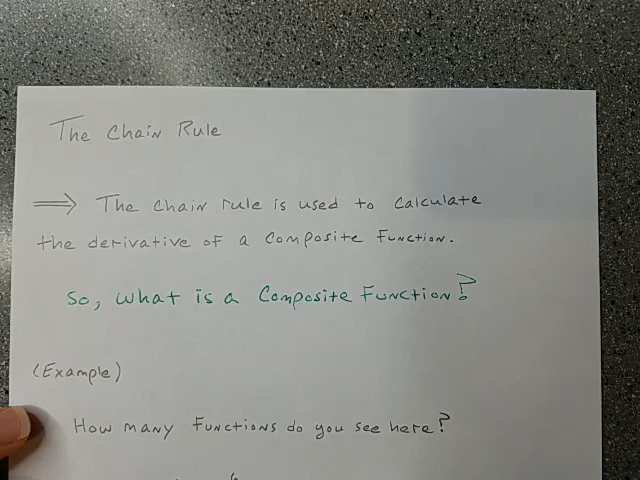 The Chain Rule
⟹ The chain rule is used to calculate
the derivative of a composite function.
So, what is a Composite Function?
(Example)
How many functions do you see here?